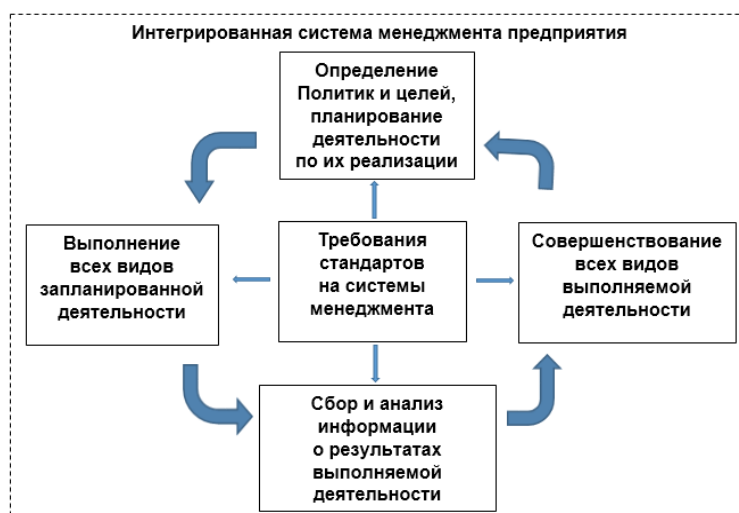 Интегрированная система менеджмента предприятия
Определение
Политик и целей,
планирование
деятельности
по их реализации
Выполнение
всех видов
запланированной
деятельности
Требования
стандартов
на системы
менеджмента
Совершенствование
всех видов
выполняемой
деятельности
Сбор и анализ
информации
о результатах
выполняемой
деятельности